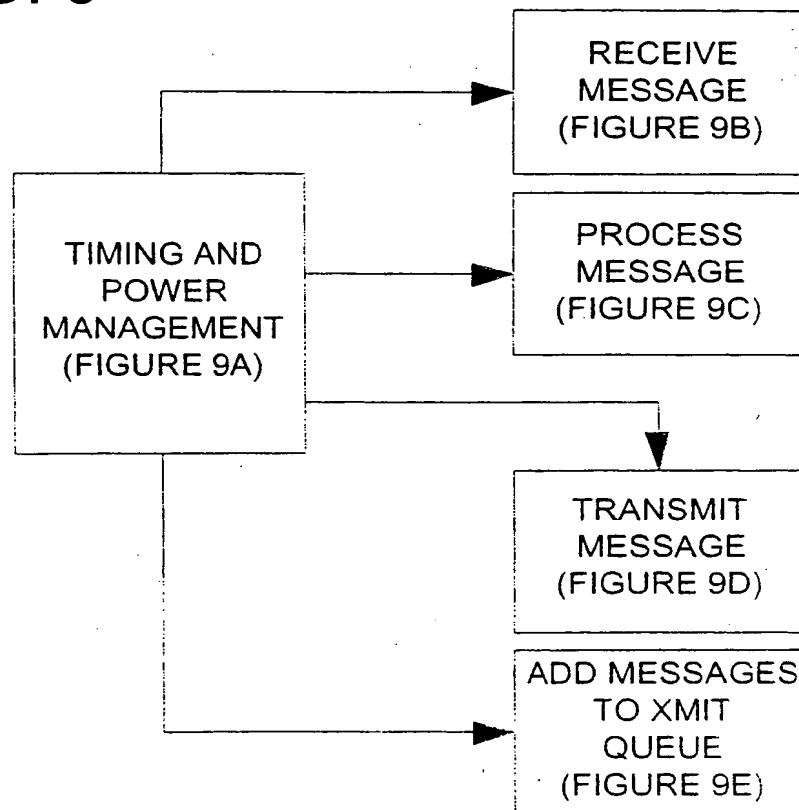 RECEIVE
MESSAGE
(FIGURE 9B)
TIMING AND
POWER
MANAGEMENT
(FIGURE 9A)
PROCESS
MESSAGE
(FIGURE 9C)
TRANSMIT
MESSAGE
(FIGURE 9D)
ADD MESSAGES
TO XMIT
QUEUE
(FIGURE 9E)